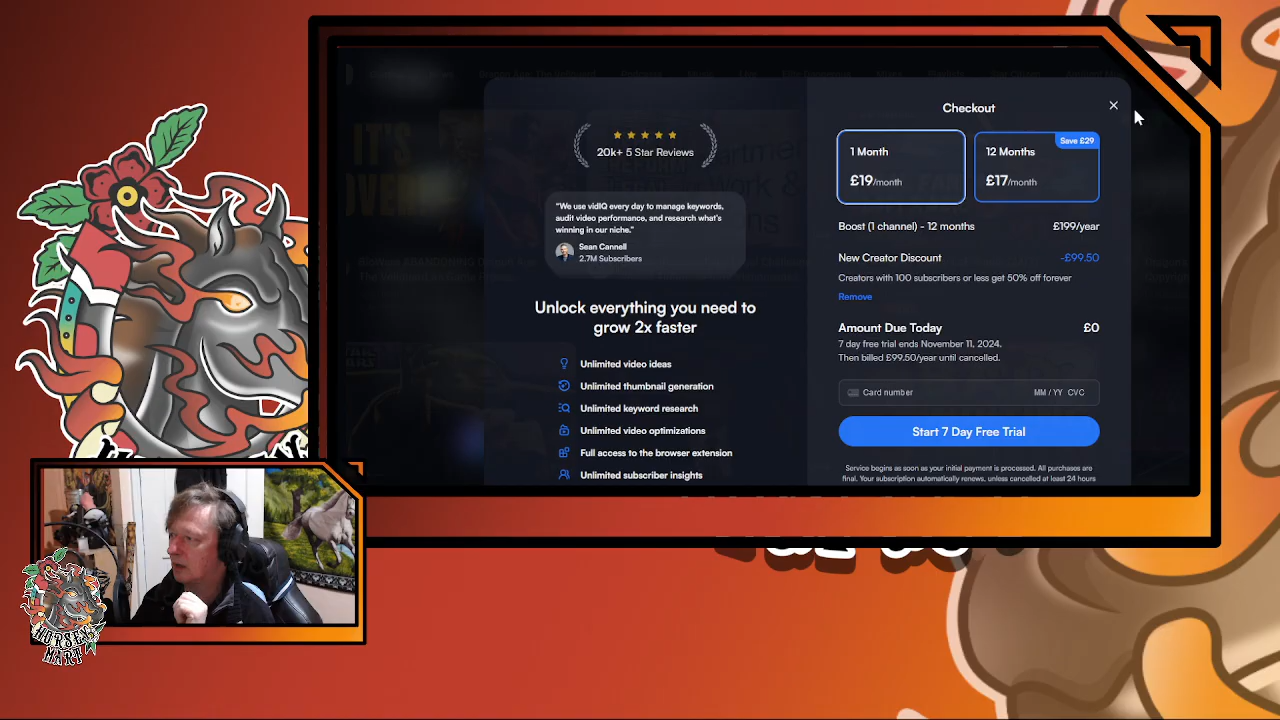 20k+ 5 Star Reviews
"We use vidIQ every day to manage keywords,
audit video performance, and research what's
winning in our niche."
Sean Cannell
2.7M Subscribers
Unlock everything you need to
grow 2x faster
Unlimited video ideas
Unlimited thumbnail generation
Unlimited keyword research
Unlimited video optimizations
Full access to the browser extension
Unlimited subscriber insights
Checkout
1 Month
£19/month
Save £29
12 Months
£17/month
Boost (1 channel) - 12 months £199/year
New Creator Discount -£99.50
Creators with 100 subscribers or less get 50% off forever
Remove
Amount Due Today £0
7 day free trial ends November 11, 2024.
Then billed £99.50/year until cancelled.
Card number MM / YY CVC
Start 7 Day Free Trial
Service begins as soon as your initial payment is processed. All purchases are
final. Your subscription automatically renews, unless cancelled at least 24 hours
IT'S
MART